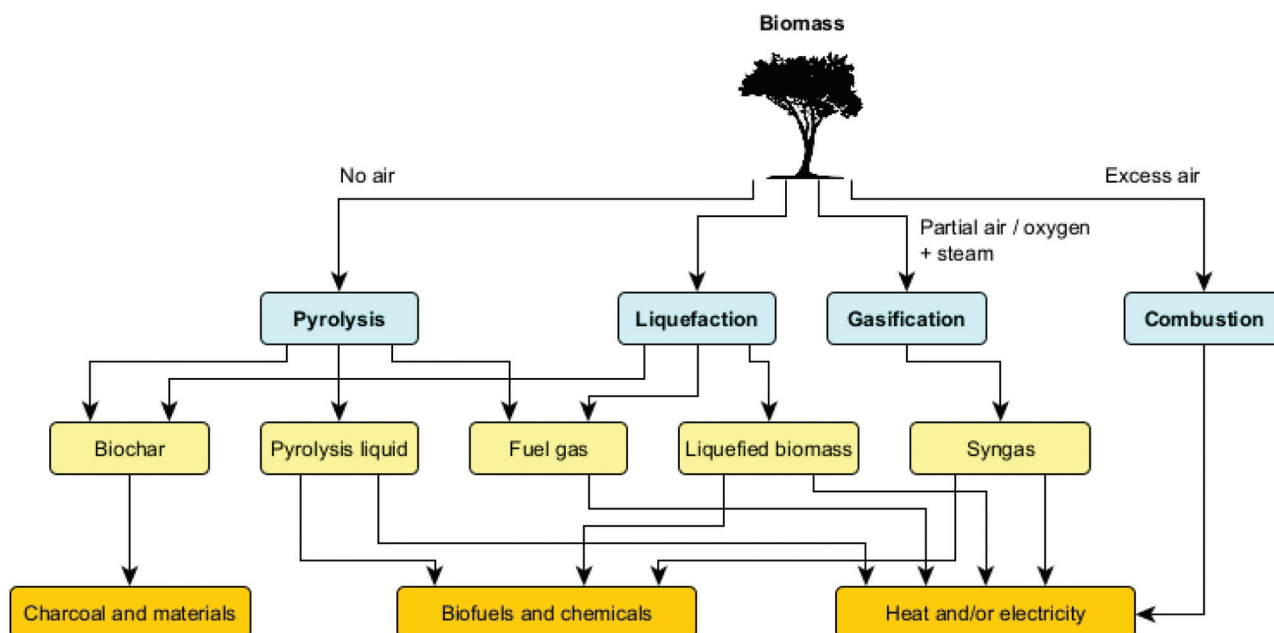 Biomass
No air
Excess air
Partial air / oxygen
+ steam
Pyrolysis
Liquefaction
Gasification
Combustion
Biochar
Pyrolysis liquid
Fuel gas
Liquefied biomass
Syngas
Charcoal and materials
Biofuels and chemicals
Heat and/or electricity